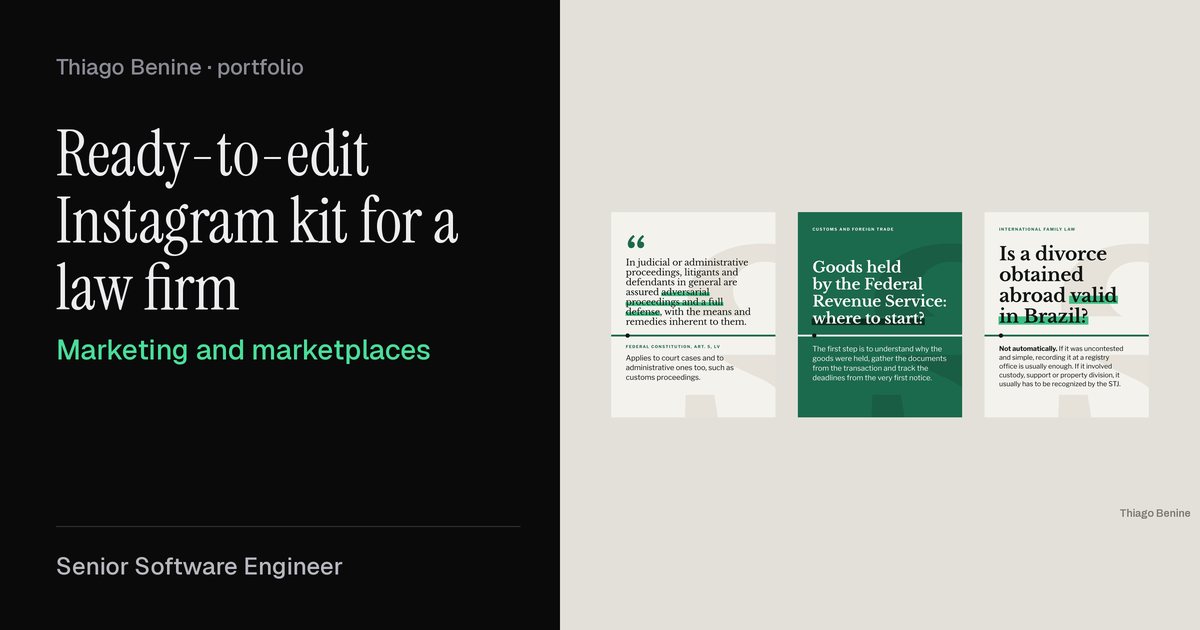 Thiago Benine · portfolio
Ready-to-edit
Instagram kit for a
law firm
Marketing and marketplaces
Senior Software Engineer
“
In judicial or administrative
proceedings, litigants and
defendants in general are
assured adversarial
proceedings and a full
defense, with the means and
remedies inherent to them.
FEDERAL CONSTITUTION, ART. 5, LV
Applies to court cases and to
administrative ones too, such as
customs proceedings.
CUSTOMS AND FOREIGN TRADE
Goods held
by the Federal
Revenue Service:
where to start?
The first step is to understand why the
goods were held, gather the documents
from the transaction and track the
deadlines from the very first notice.
INTERNATIONAL FAMILY LAW
Is a divorce
obtained
abroad valid
in Brazil?
Not automatically. If it was uncontested
and simple, recording it at a registry
office is usually enough. If it involved
custody, support or property division, it
usually has to be recognized by the STJ.
Thiago Benine